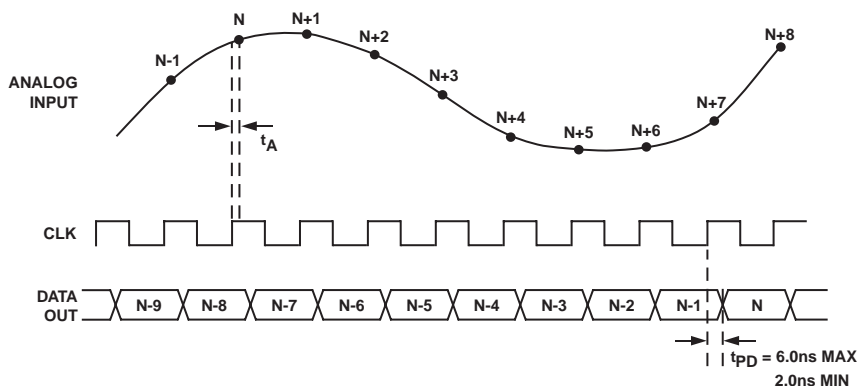 N-1
N
N+1
N+2
N+3
N+4
N+5
N+6
N+7
N+8
ANALOG
INPUT
tA
CLK
DATA
OUT
N-9 N-8 N-7 N-6 N-5 N-4 N-3 N-2 N-1 N
tPD = 6.0ns MAX
2.0ns MIN